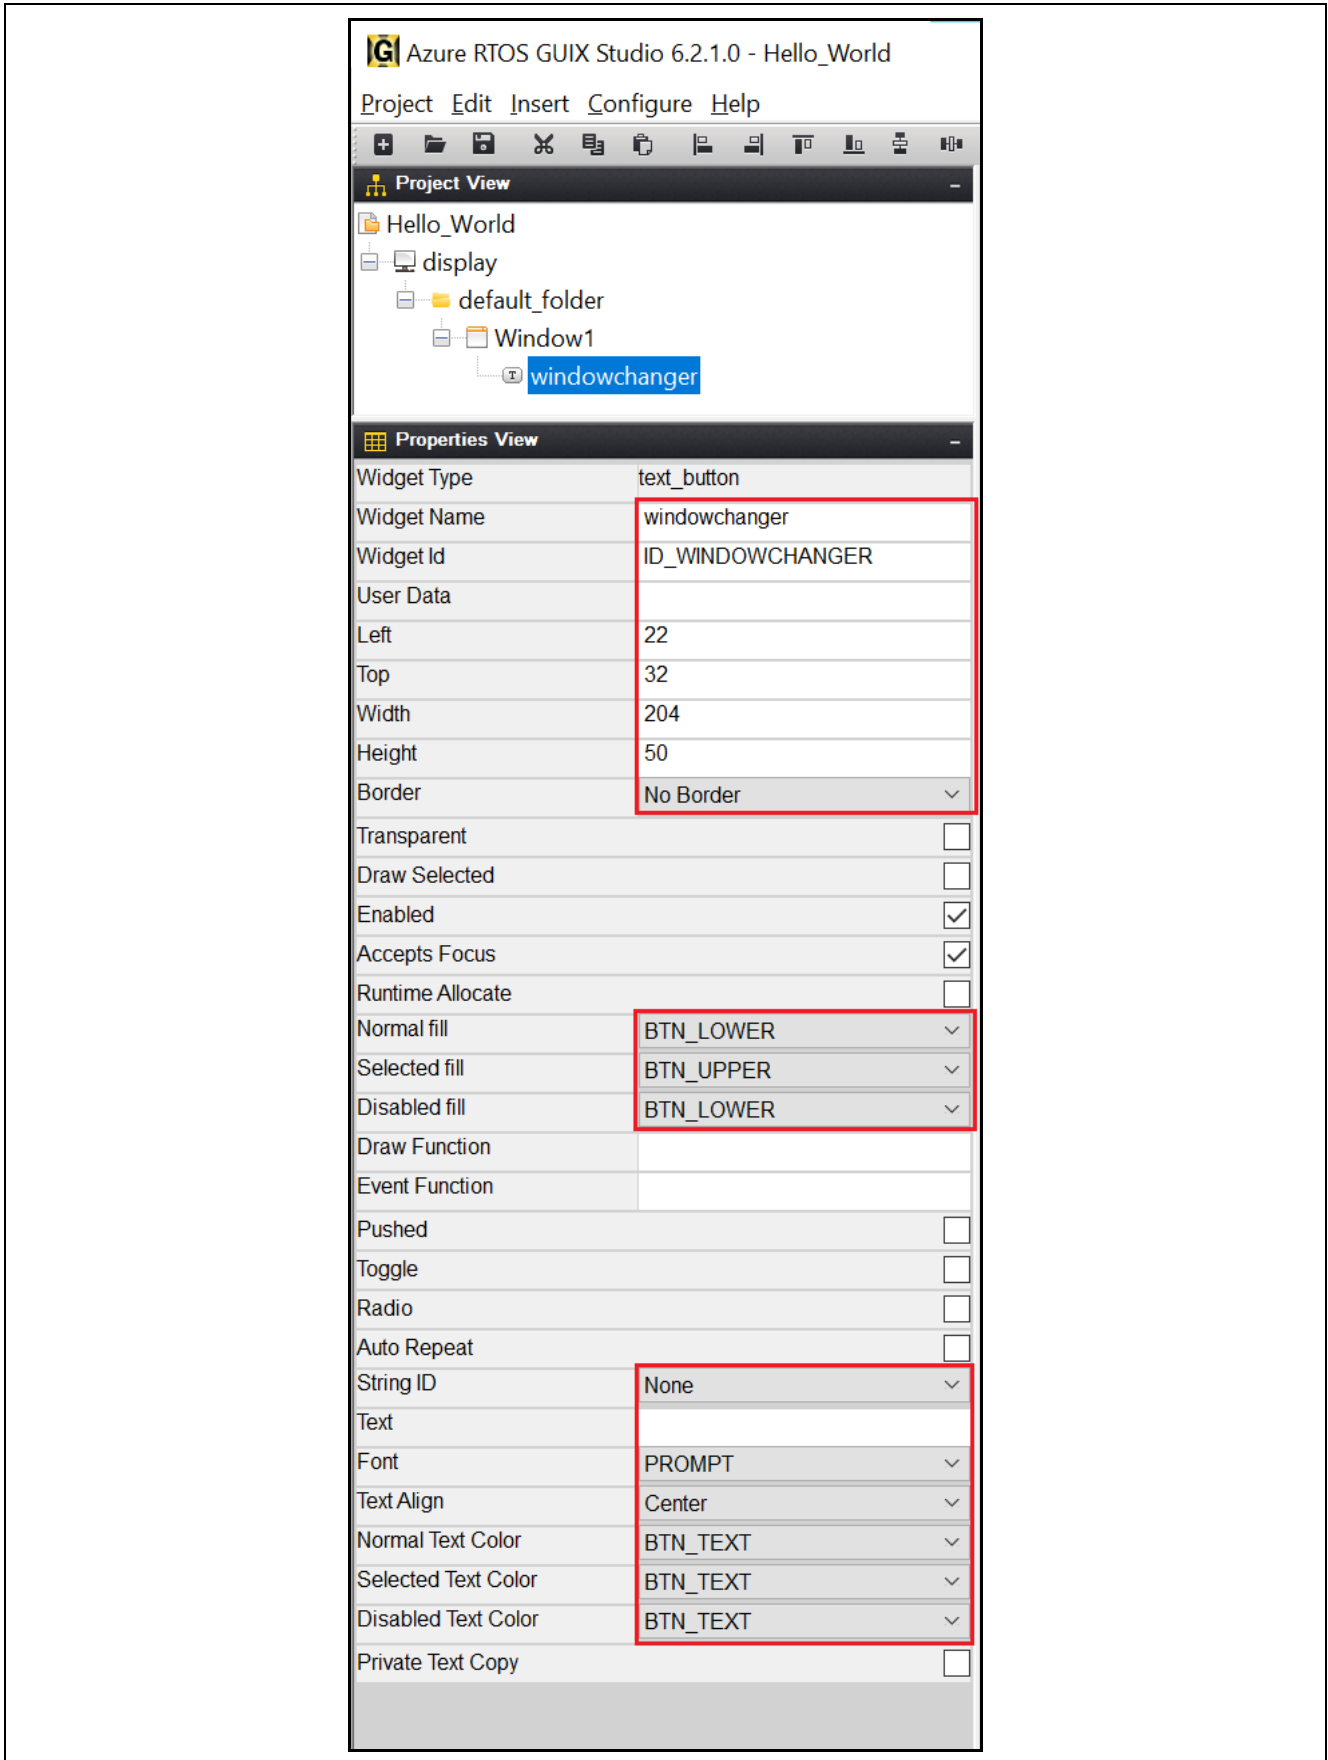 Azure RTOS GUIX Studio 6.2.1.0 - Hello_World
Project Edit Insert Configure Help
Project View
Hello_World
display
default_folder
Window1
windowchanger
Properties View
Widget Type text_button
Widget Name windowchanger
Widget Id ID_WINDOWCHANGER
User Data
Left 22
Top 32
Width 204
Height 50
Border No Border
Transparent
Draw Selected
Enabled
Accepts Focus
Runtime Allocate
Normal fill BTN_LOWER
Selected fill BTN_UPPER
Disabled fill BTN_LOWER
Draw Function
Event Function
Pushed
Toggle
Radio
Auto Repeat
String ID None
Text
Font PROMPT
Text Align Center
Normal Text Color BTN_TEXT
Selected Text Color BTN_TEXT
Disabled Text Color BTN_TEXT
Private Text Copy